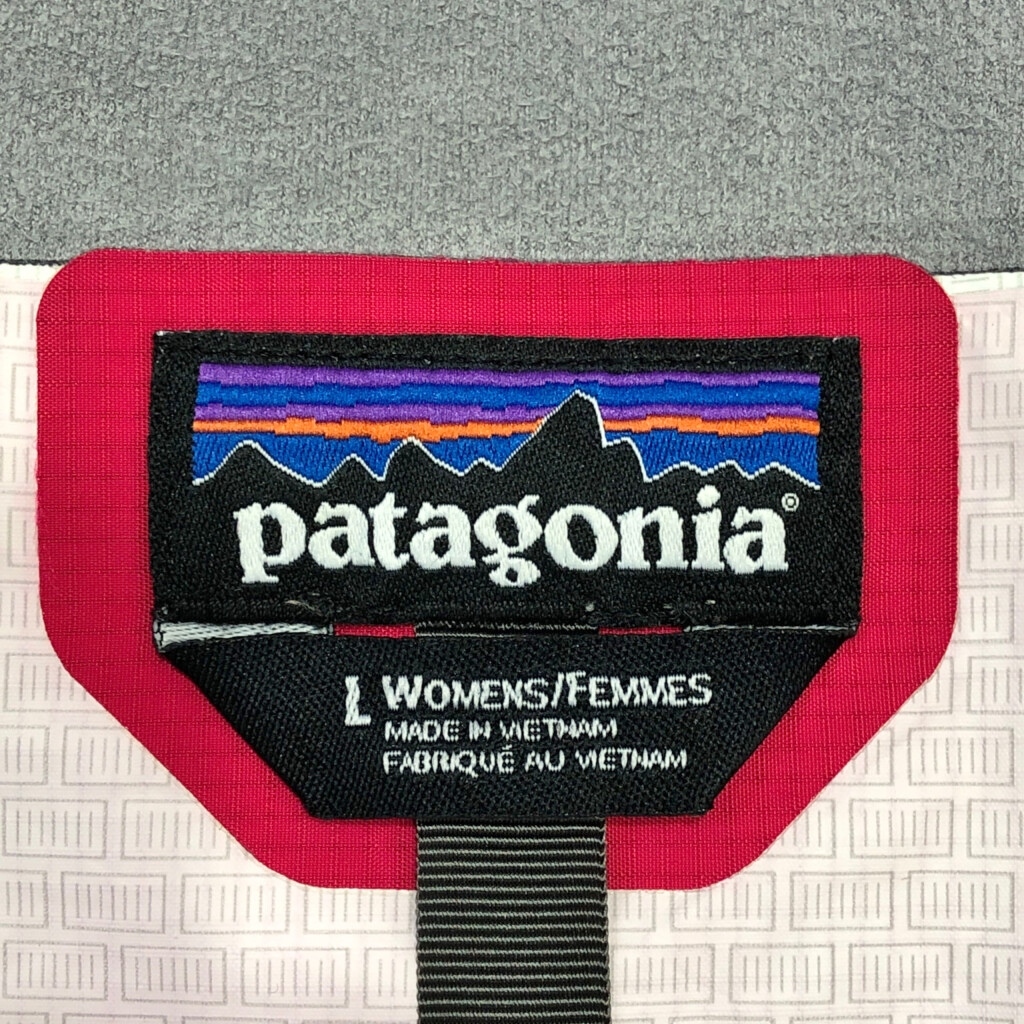 patagonia®
L WOMENS/FEMMES
MADE IN VIETNAM
FABRIQUÉ AU VIETNAM